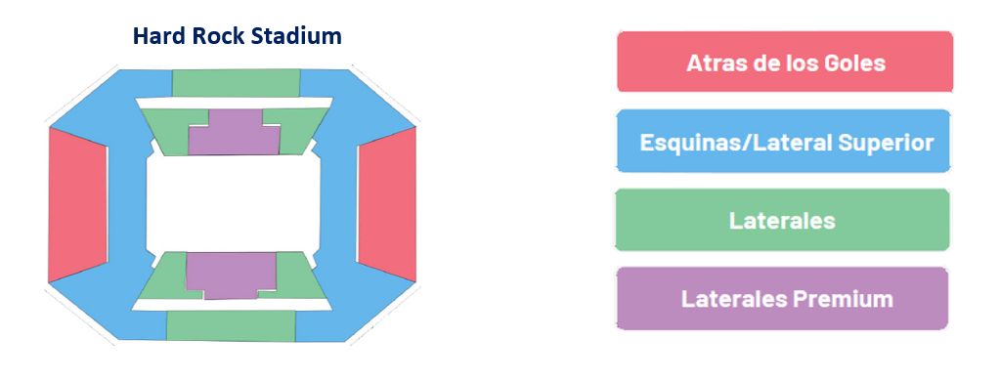 Hard Rock Stadium
Atras de los Goles
Esquinas/Lateral Superior
Laterales
Laterales Premium